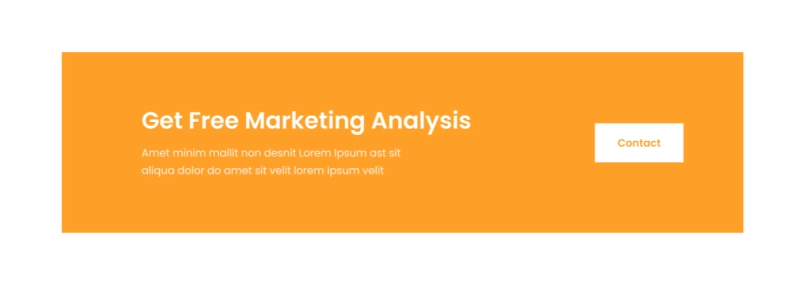 Get Free Marketing Analysis
Amet minim mallit non desnit Lorem Ipsum ast sit
aliqua dolor do amet sit velit lorem ipsum velit
Contact